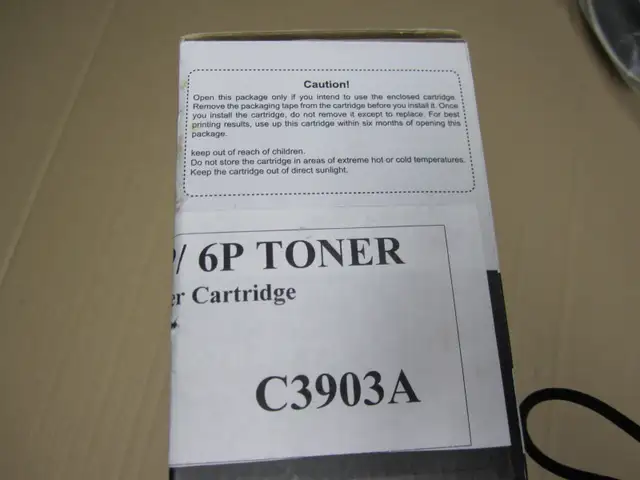 Caution!
Open this package only if you intend to use the enclosed cartridge.
Remove the packaging tape from the cartridge before you install it. Once
you install the cartridge, do not remove it except to replace. For best
printing results, use up this cartridge within six months of opening this
package.
keep out of reach of children.
Do not store the cartridge in areas of extreme hot or cold temperatures.
Keep the cartridge out of direct sunlight.
/ 6P TONER
Cartridge
C3903A